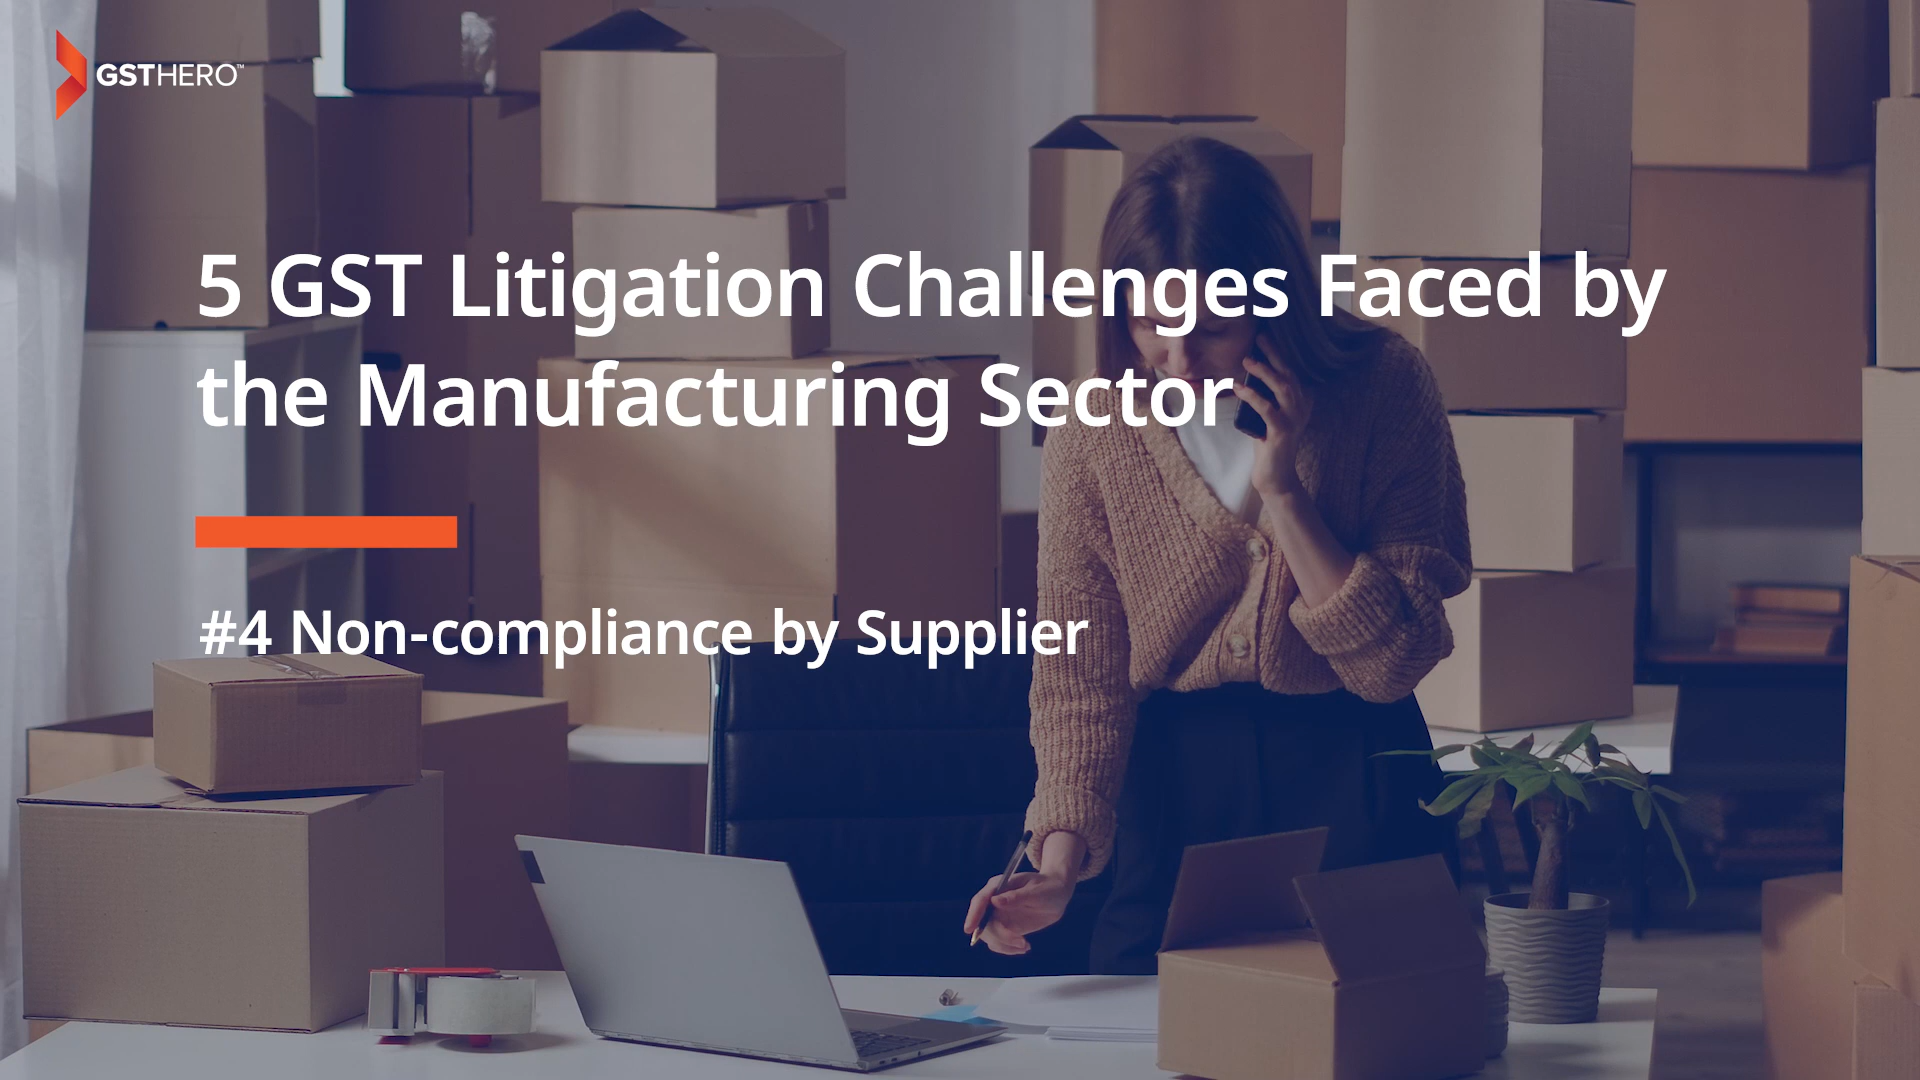 GSTHERO™
5 GST Litigation Challenges Faced by
the Manufacturing Sector
#4 Non-compliance by Supplier